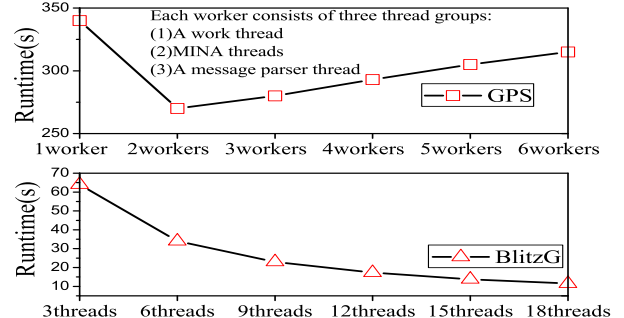 350
300
250
Runtime(s)
Each worker consists of three thread groups:
(1)A work thread
(2)MINA threads
(3)A message parser thread
GPS
1worker 2workers 3workers 4workers 5workers 6workers
70
60
50
40
30
20
10
Runtime(s)
BlitzG
3threads 6threads 9threads 12threads 15threads 18threads